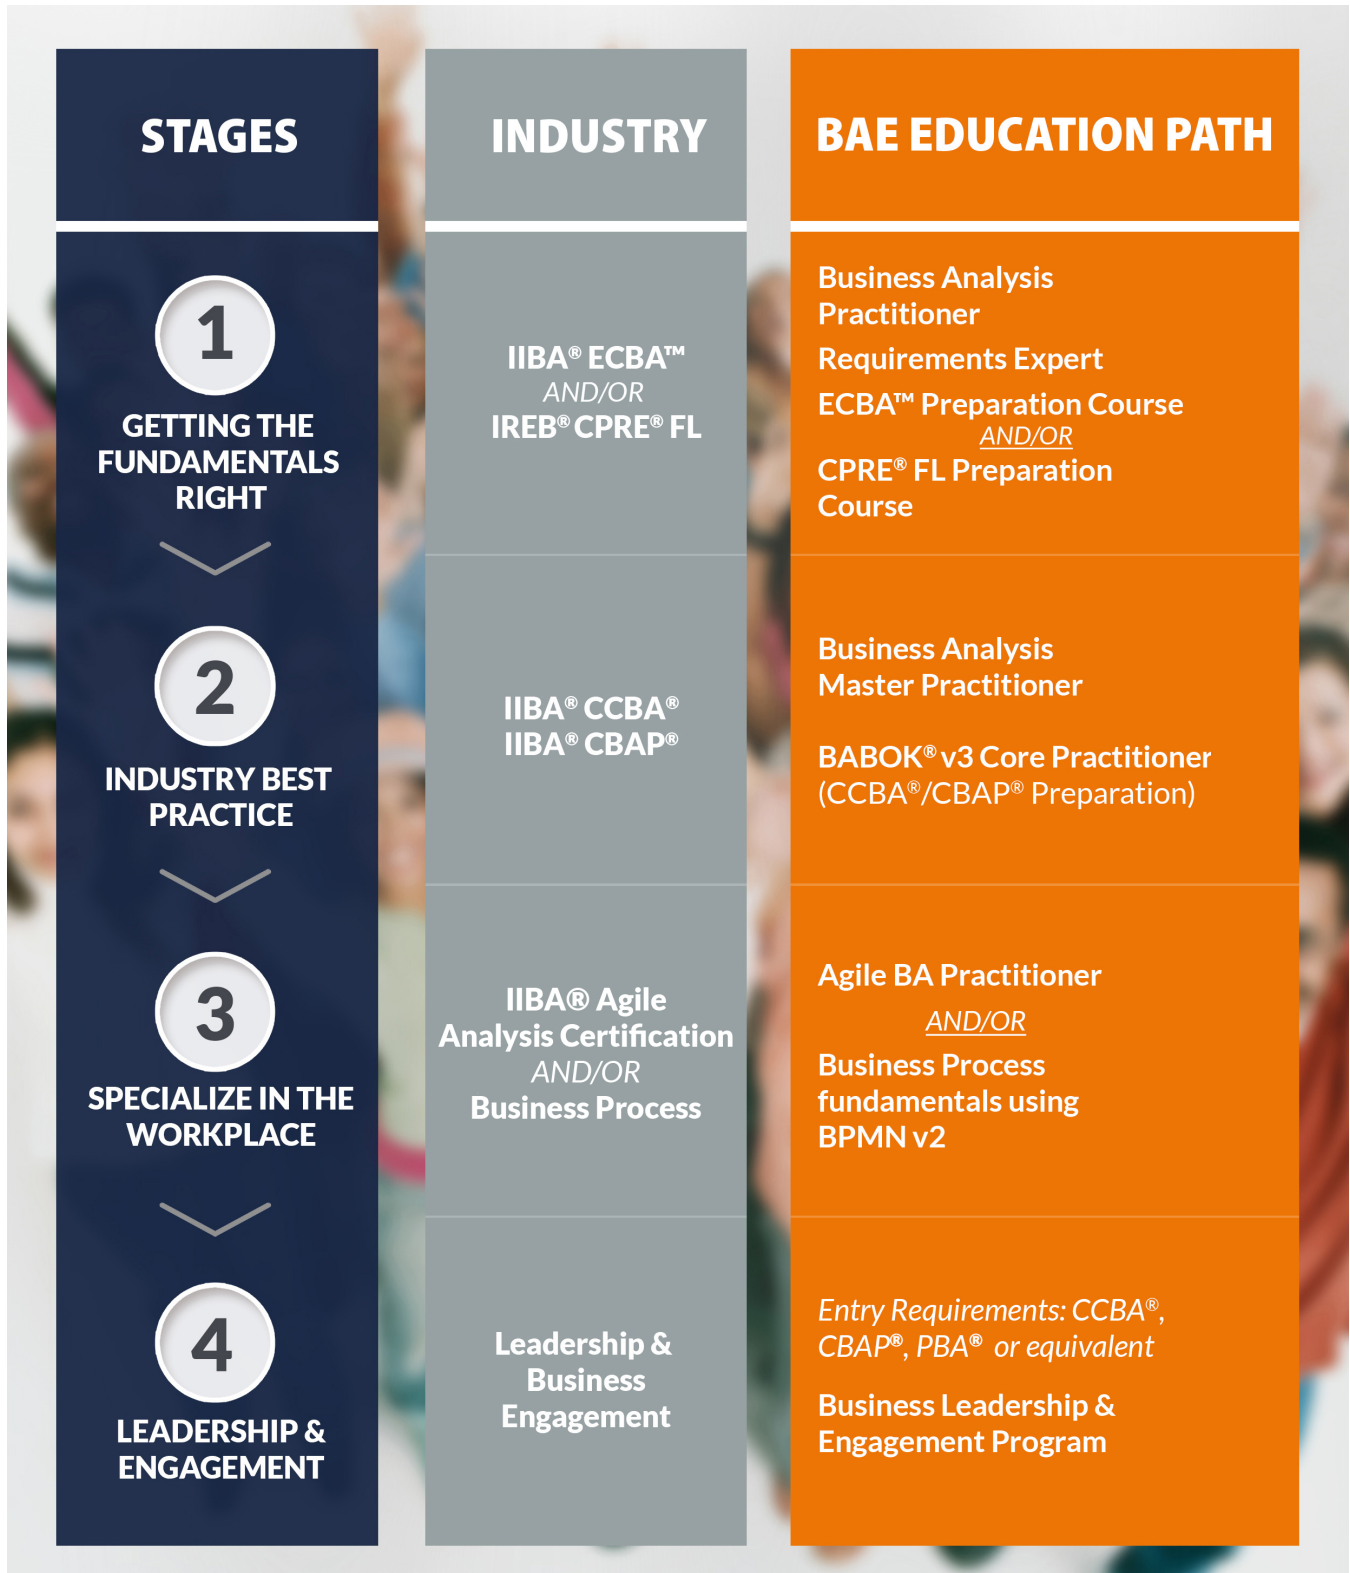 STAGES
INDUSTRY
BAE EDUCATION PATH
1
GETTING THE
FUNDAMENTALS
RIGHT
IIBA® ECBA™
AND/OR
IREB® CPRE® FL
Business Analysis
Practitioner
Requirements Expert
ECBA™ Preparation Course
AND/OR
CPRE® FL Preparation
Course
2
INDUSTRY BEST
PRACTICE
IIBA® CCBA®
IIBA® CBAP®
Business Analysis
Master Practitioner
BABOK® v3 Core Practitioner
(CCBA®/CBAP® Preparation)
3
SPECIALIZE IN THE
WORKPLACE
IIBA® Agile
Analysis Certification
AND/OR
Business Process
Agile BA Practitioner
AND/OR
Business Process
fundamentals using
BPMN v2
4
LEADERSHIP &
ENGAGEMENT
Leadership &
Business
Engagement
Entry Requirements: CCBA®,
CBAP®, PBA® or equivalent
Business Leadership &
Engagement Program